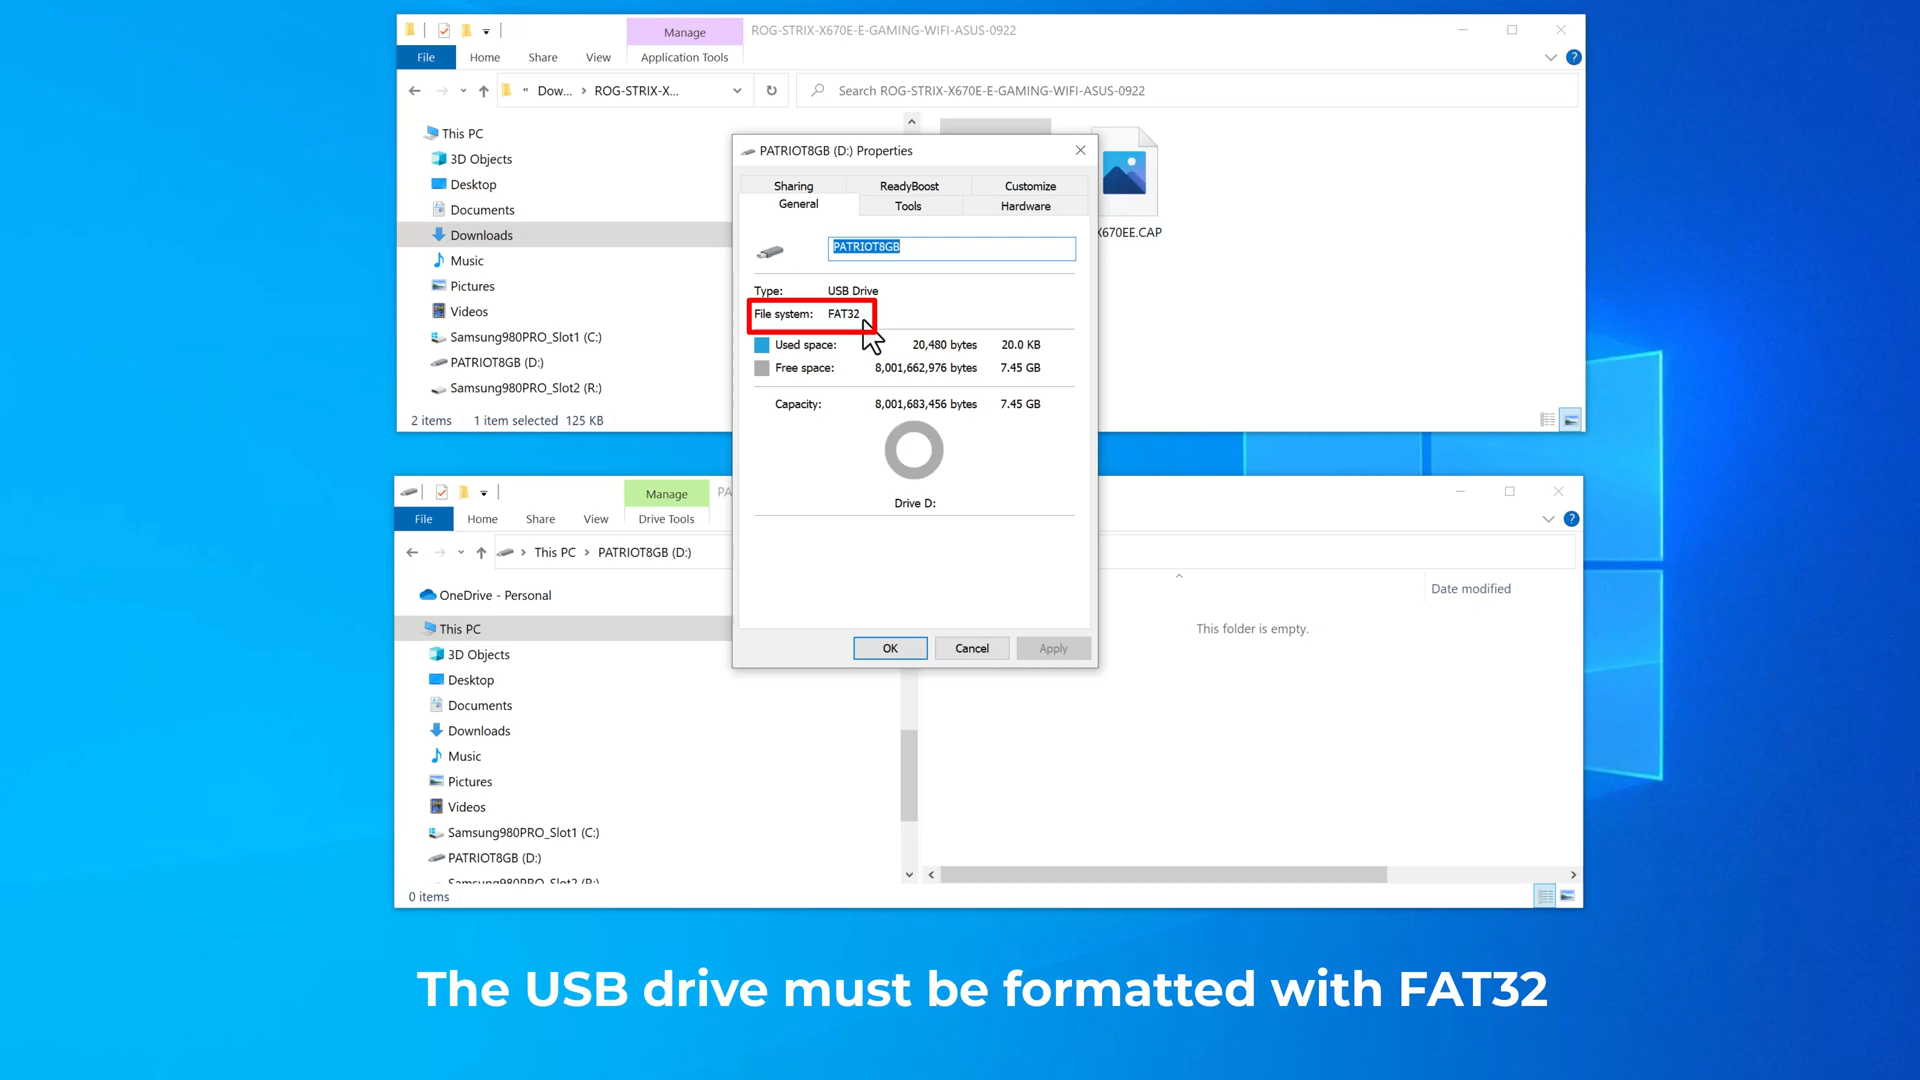 Manage
ROG-STRIX-X670E-E-GAMING-WIFI-ASUS-0922
File
Home
Share
View
Application Tools
« Dow... > ROG-STRIX-X...
Search ROG-STRIX-X670E-E-GAMING-WIFI-ASUS-0922
This PC
3D Objects
Desktop
Documents
Downloads
Music
Pictures
Videos
Samsung980PRO_Slot1 (C:)
PATRIOT8GB (D:)
Samsung980PRO_Slot2 (R:)
2 items
1 item selected 125 KB
X670EE.CAP
PATRIOT8GB (D:) Properties
Sharing
ReadyBoost
Customize
General
Tools
Hardware
PATRIOT8GB
Type: USB Drive
File system: FAT32
Used space: 20,480 bytes 20.0 KB
Free space: 8,001,662,976 bytes 7.45 GB
Capacity: 8,001,683,456 bytes 7.45 GB
Drive D:
OK
Cancel
Apply
Manage
PA
File
Home
Share
View
Drive Tools
> This PC > PATRIOT8GB (D:)
Date modified
This folder is empty.
OneDrive - Personal
This PC
3D Objects
Desktop
Documents
Downloads
Music
Pictures
Videos
Samsung980PRO_Slot1 (C:)
PATRIOT8GB (D:)
Samsung980PRO_Slot2 (R:)
0 items
The USB drive must be formatted with FAT32